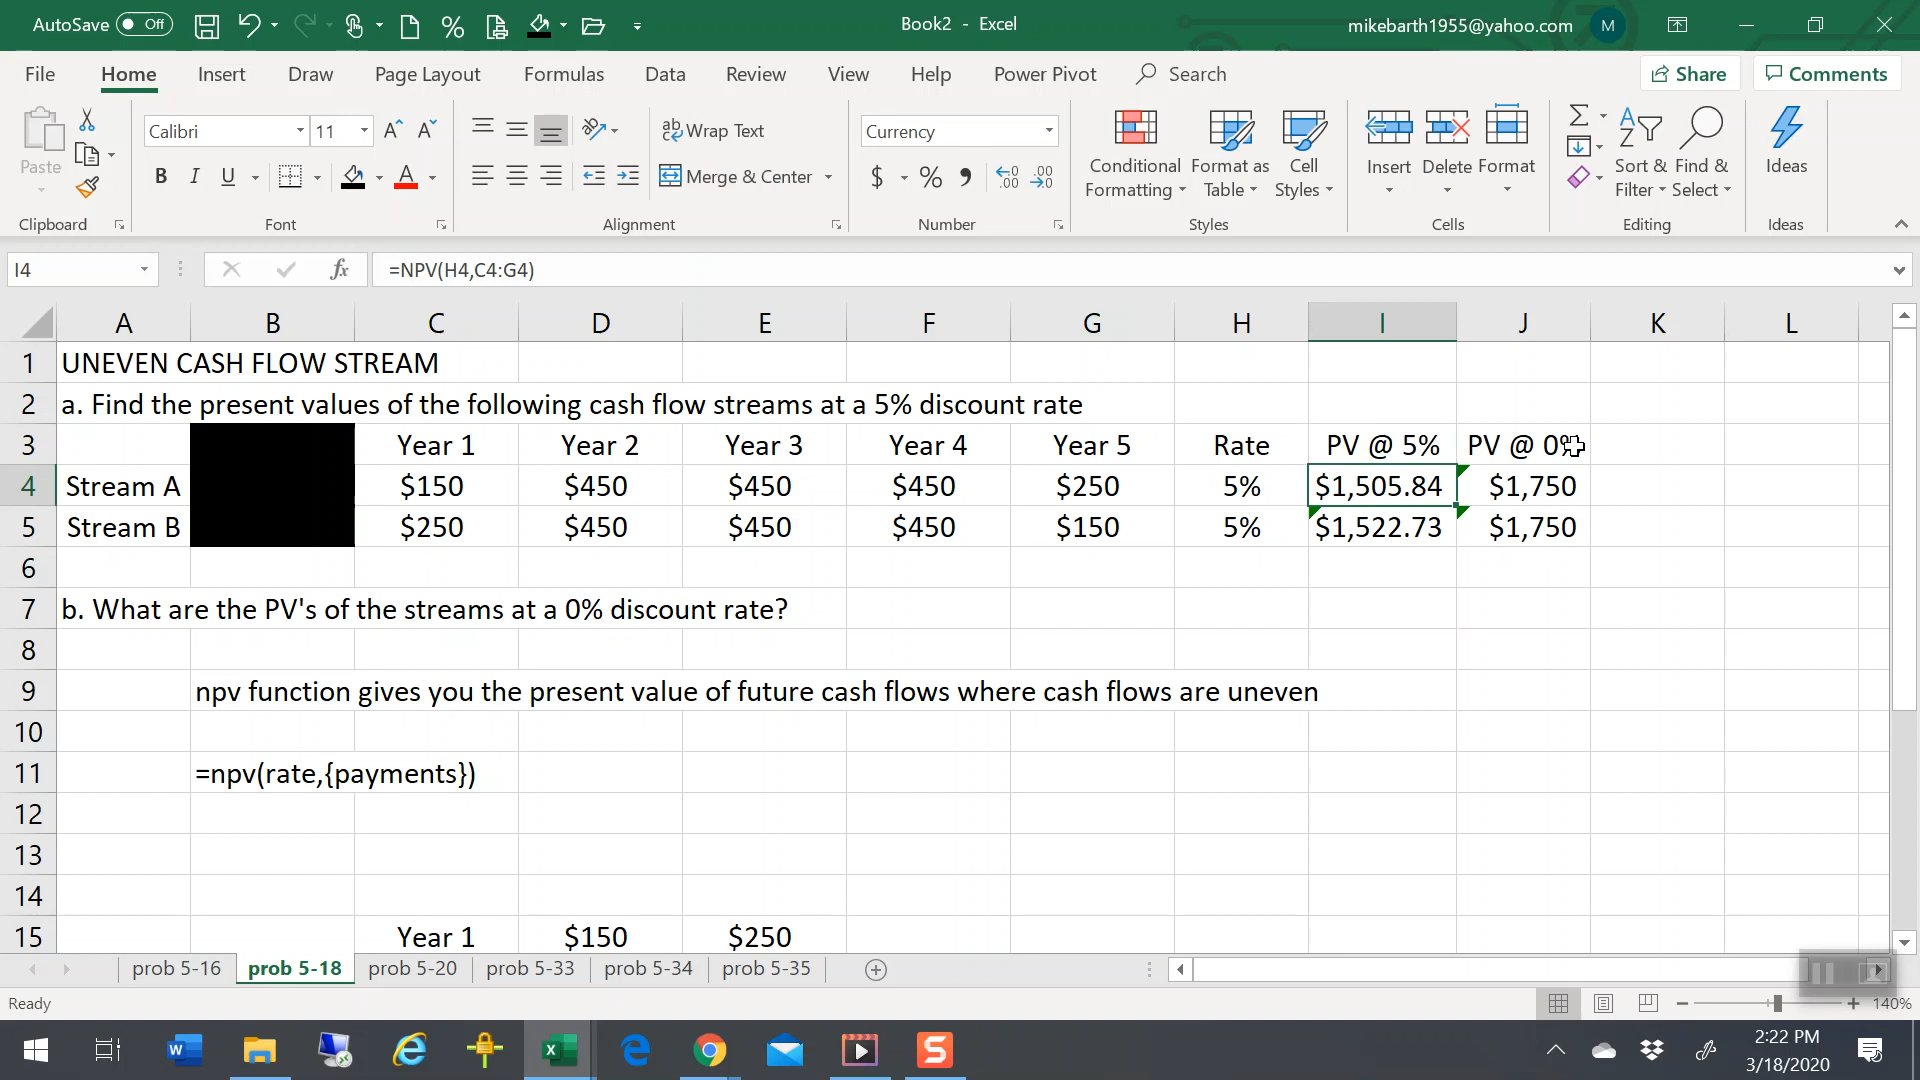 AutoSave Off Book2 - Excel mikebarth1955@yahoo.com M
File Home Insert Draw Page Layout Formulas Data Review View Help Power Pivot Search Share Comments
Paste
Clipboard
Calibri 11 A A
B I U A
Font
ab Wrap Text
Merge & Center
Alignment
Currency
$ % 9 .00 .00
Number
Conditional Formatting
Format as Table
Cell Styles
Styles
Insert Delete Format
Cells
Sort & Filter
Find & Select
Editing
Ideas
Ideas
I4 fx =NPV(H4,C4:G4)
A B C D E F G H I J K L
1 UNEVEN CASH FLOW STREAM
2 a. Find the present values of the following cash flow streams at a 5% discount rate
3 Year 1 Year 2 Year 3 Year 4 Year 5 Rate PV @ 5% PV @ 0%
4 Stream A $150 $450 $450 $450 $250 5% $1,505.84 $1,750
5 Stream B $250 $450 $450 $450 $150 5% $1,522.73 $1,750
6
7 b. What are the PV's of the streams at a 0% discount rate?
8
9 npv function gives you the present value of future cash flows where cash flows are uneven
10
11 =npv(rate,{payments})
12
13
14
15 Year 1 $150 $250
prob 5-16 prob 5-18 prob 5-20 prob 5-33 prob 5-34 prob 5-35
Ready 140%
2:22 PM
3/18/2020